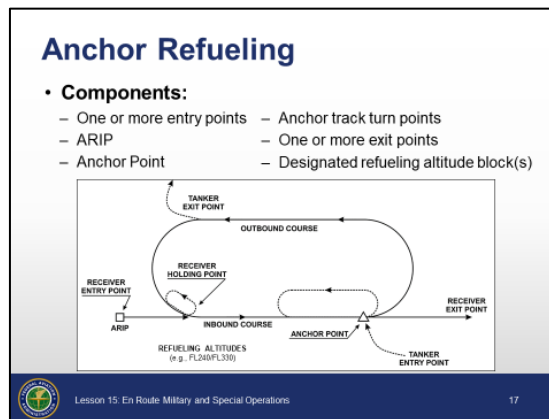 Anchor Refueling
• Components:
– One or more entry points
– ARIP
– Anchor Point
– Anchor track turn points
– One or more exit points
– Designated refueling altitude block(s)
TANKER
EXIT POINT
OUTBOUND COURSE
RECEIVER
HOLDING POINT
RECEIVER
ENTRY POINT
ARIP
INBOUND COURSE
ANCHOR POINT
RECEIVER
EXIT POINT
REFUELING ALTITUDES
(e.g., FL240/FL330)
TANKER
ENTRY POINT
Lesson 15: En Route Military and Special Operations
17